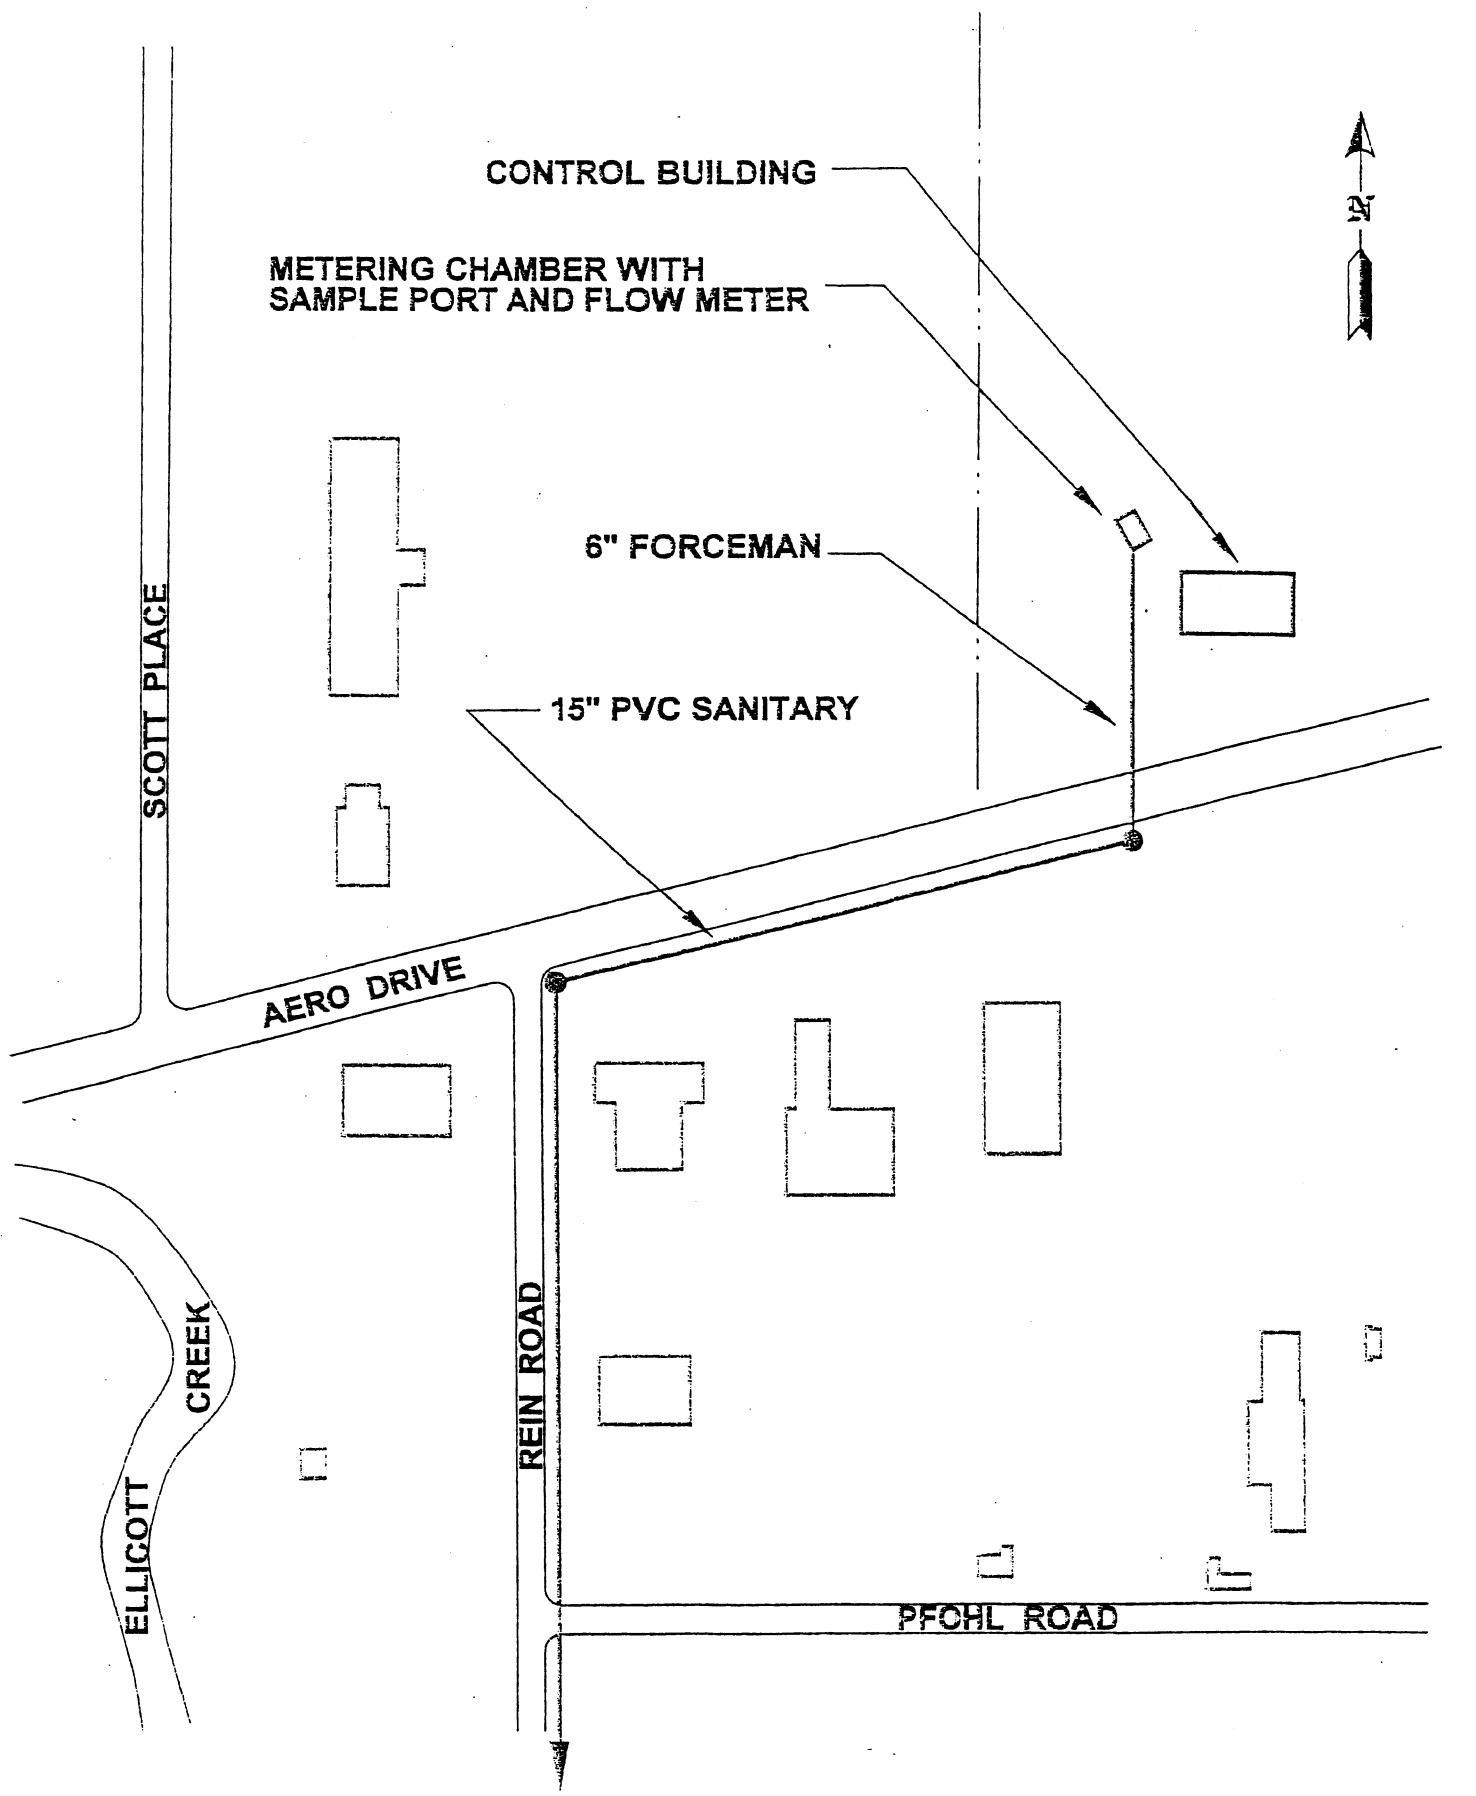 CONTROL BUILDING
N
METERING CHAMBER WITH
SAMPLE PORT AND FLOW METER
6" FORCEMAN
SCOTT PLACE
15" PVC SANITARY
AERO DRIVE
REIN ROAD
ELLICOTT CREEK
PFOHL ROAD